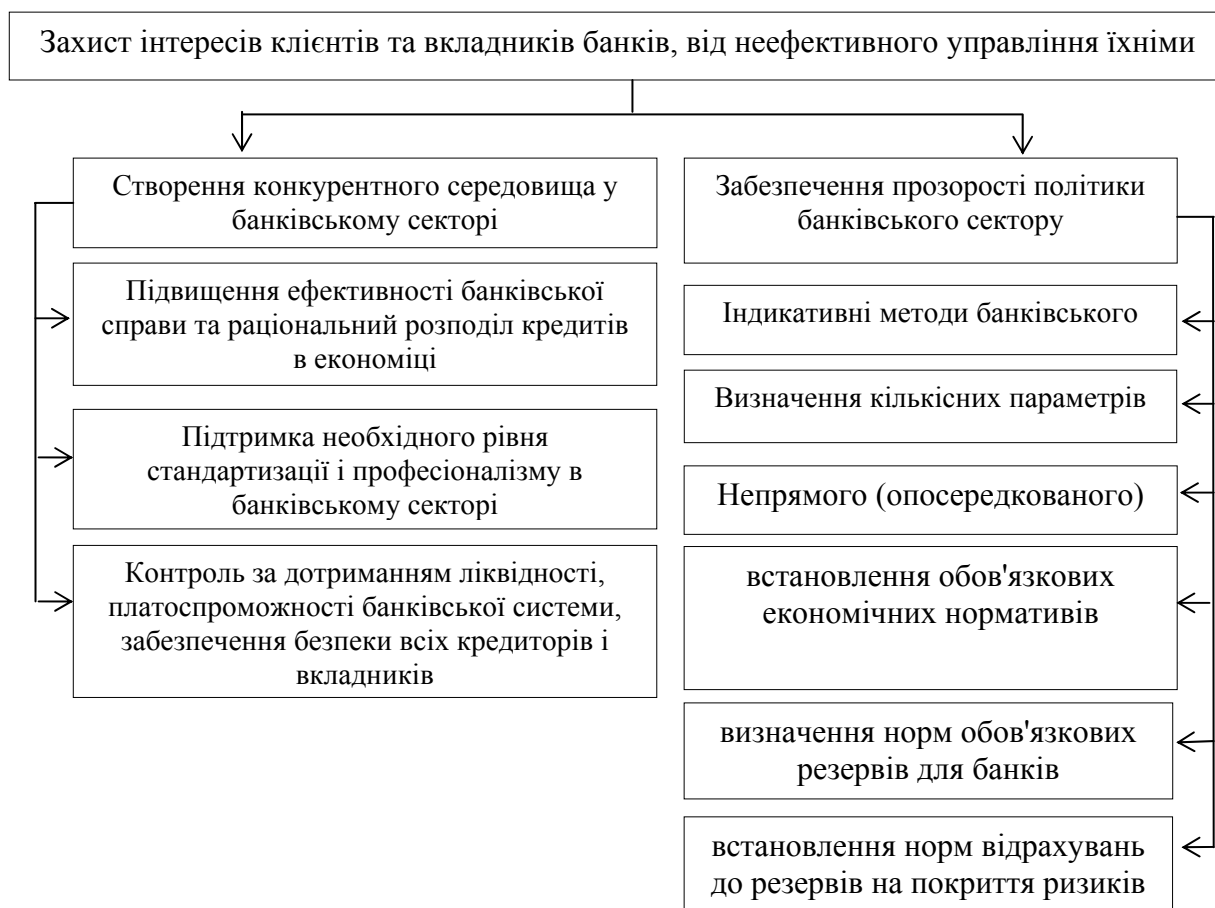 Захист інтересів клієнтів та вкладників банків, від неефективного управління їхніми
Створення конкурентного середовища у
банківському секторі
Підвищення ефективності банківської
справи та раціональний розподіл кредитів
в економіці
Підтримка необхідного рівня
стандартизації і професіоналізму в
банківському секторі
Контроль за дотриманням ліквідності,
платоспроможності банківської системи,
забезпечення безпеки всіх кредиторів і
вкладників
Забезпечення прозорості політики
банківського сектору
Індикативні методи банківського
Визначення кількісних параметрів
Непрямого (опосередкованого)
встановлення обов'язкових
економічних нормативів
визначення норм обов'язкових
резервів для банків
встановлення норм відрахувань
до резервів на покриття ризиків